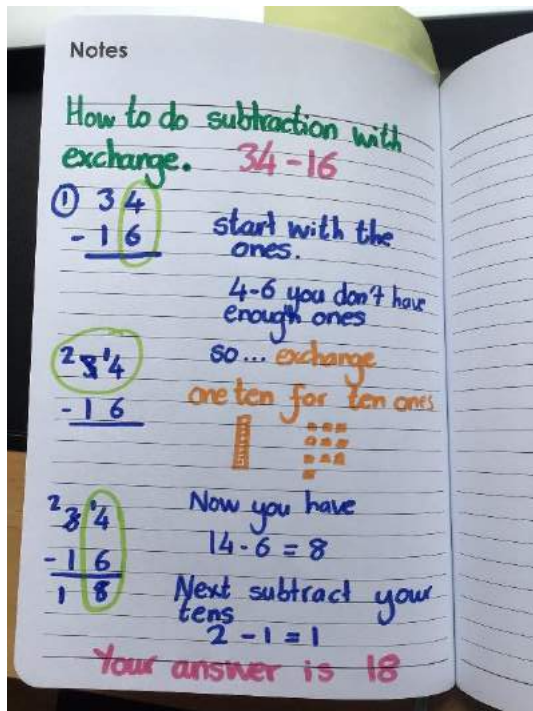 Notes
How to do subtraction with
exchange. 34-16
① 3 4
- 1 6
start with the
ones.
4-6 you don't have
enough ones
2 3 14
- 1 6
so... exchange
one ten for ten ones
2 3 14
- 1 6
1 8
Now you have
14-6 = 8
Next subtract your
tens
2 - 1 = 1
Your answer is 18